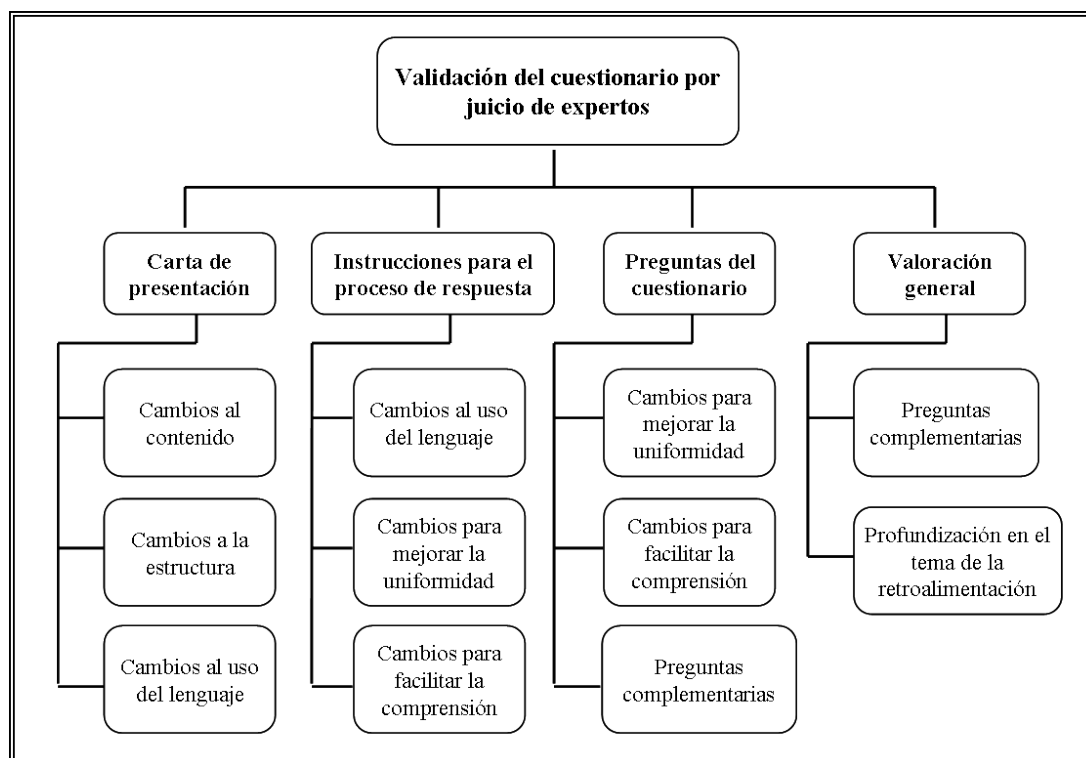 Validación del cuestionario por
juicio de expertos
Carta de
presentación
Instrucciones para el
proceso de respuesta
Preguntas del
cuestionario
Valoración
general
Cambios al
contenido
Cambios a la
estructura
Cambios al uso
del lenguaje
Cambios al uso
del lenguaje
Cambios para
mejorar la
uniformidad
Cambios para
facilitar la
comprensión
Cambios para
mejorar la
uniformidad
Cambios para
facilitar la
comprensión
Preguntas
complementarias
Preguntas
complementarias
Profundización en el
tema de la
retroalimentación